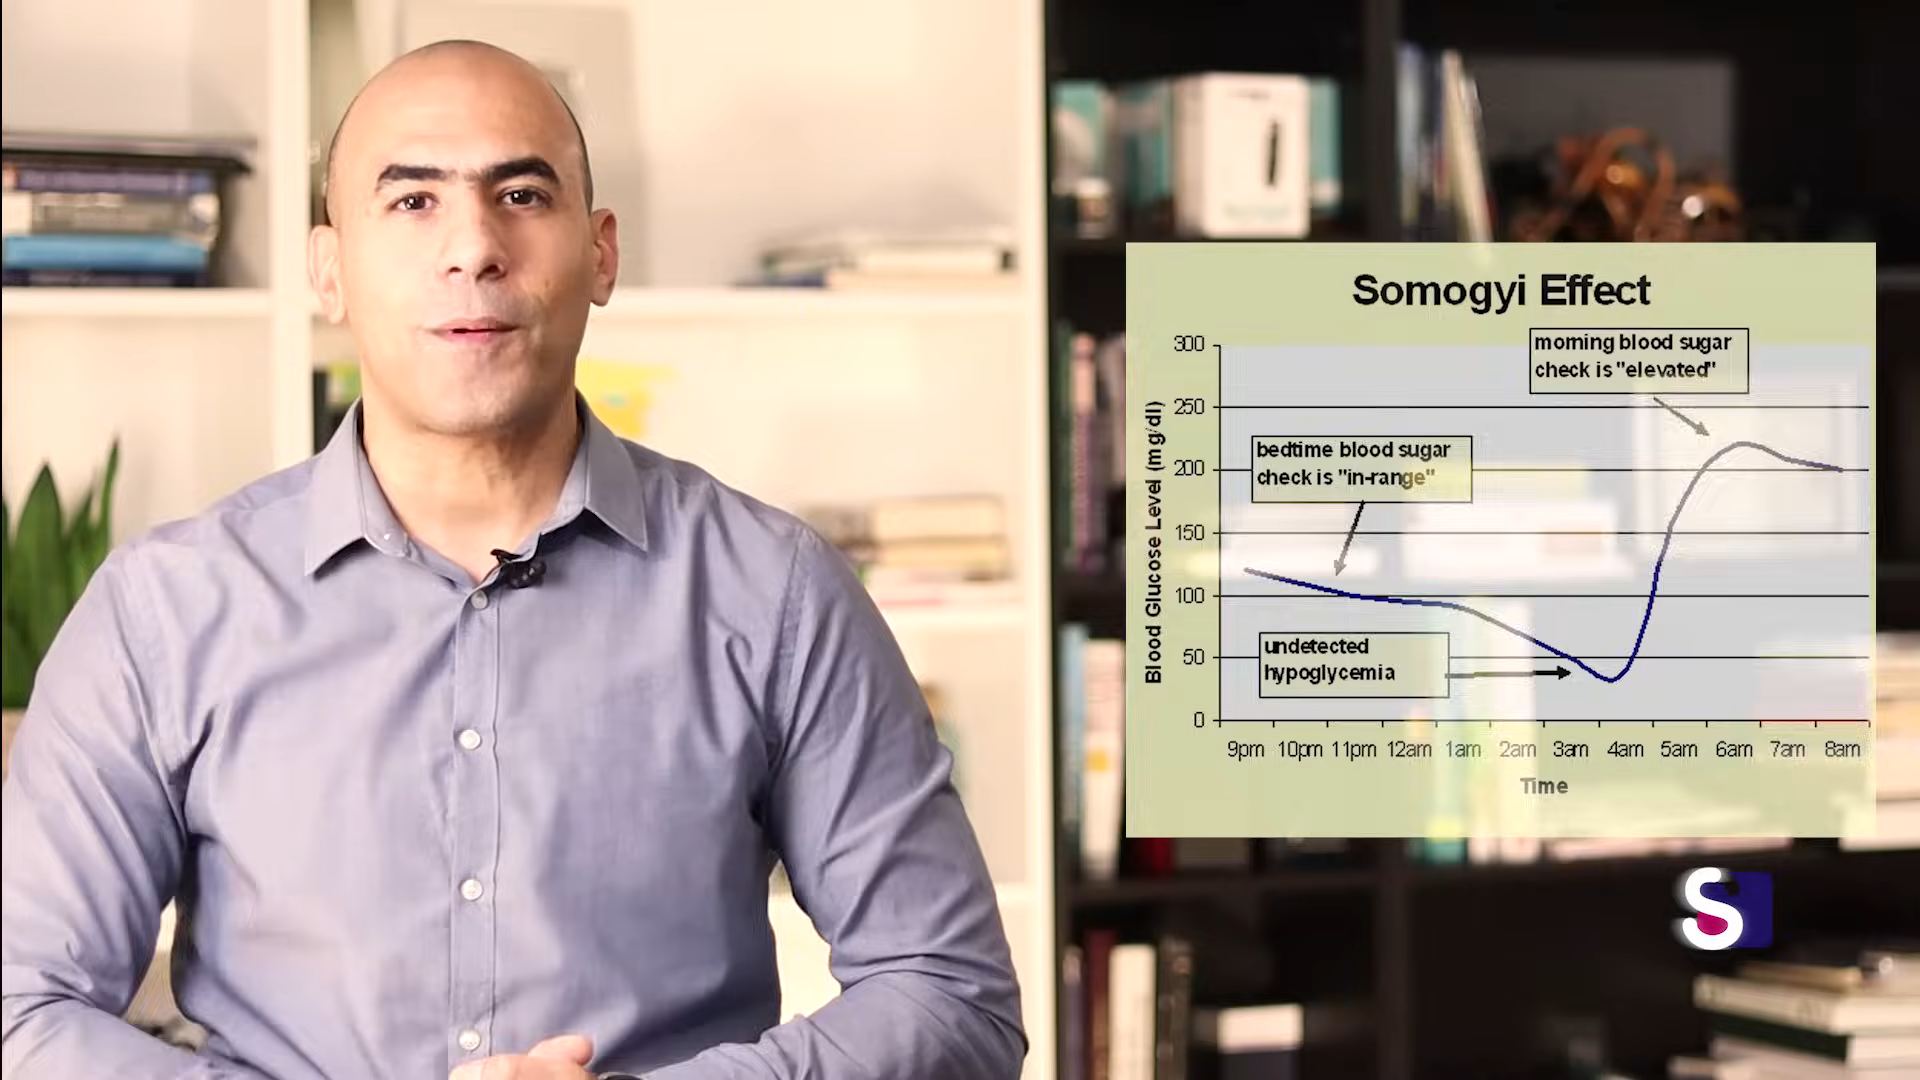 Somogyi Effect
morning blood sugar
check is "elevated"
bedtime blood sugar
check is "in-range"
undetected
hypoglycemia
Blood Glucose Level (mg/dl)
300
250
200
150
100
50
0
9pm 10pm 11pm 12am 1am 2am 3am 4am 5am 6am 7am 8am
Time
S